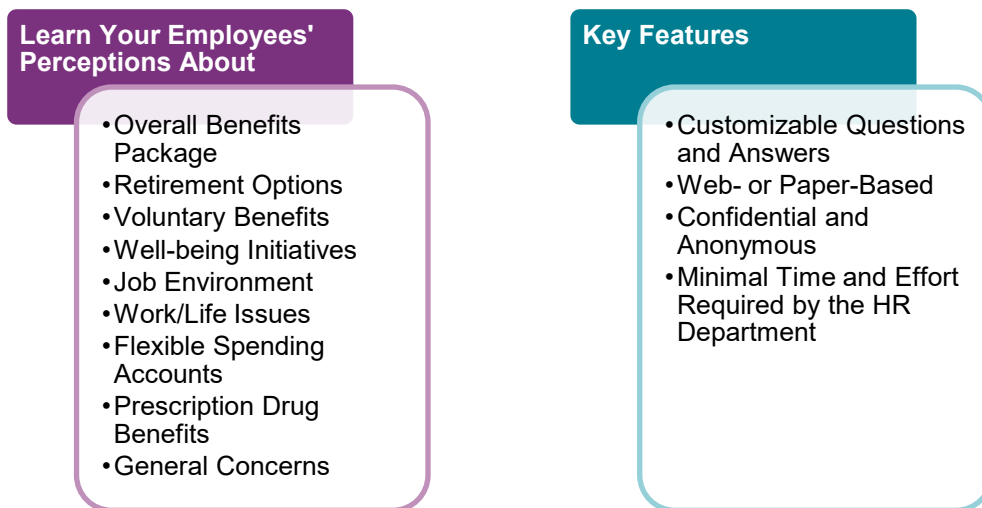 Learn Your Employees'
Perceptions About
•Overall Benefits
Package
•Retirement Options
•Voluntary Benefits
•Well-being Initiatives
•Job Environment
•Work/Life Issues
•Flexible Spending
Accounts
•Prescription Drug
Benefits
•General Concerns
Key Features
•Customizable Questions
and Answers
•Web- or Paper-Based
•Confidential and
Anonymous
•Minimal Time and Effort
Required by the HR
Department